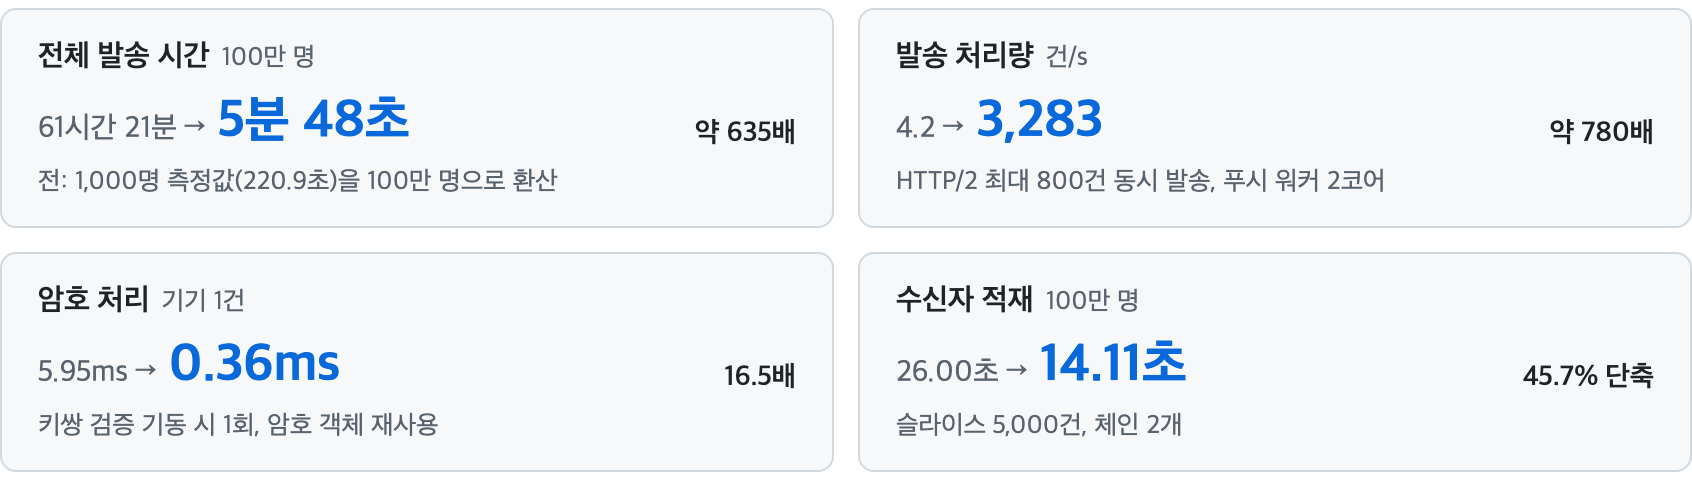 전체 발송 시간 100만 명
61시간 21분 → 5분 48초 약 635배
전: 1,000명 측정값(220.9초)을 100만 명으로 환산
발송 처리량 건/s
4.2 → 3,283 약 780배
HTTP/2 최대 800건 동시 발송, 푸시 워커 2코어
암호 처리 기기 1건
5.95ms → 0.36ms 16.5배
키쌍 검증 기동 시 1회, 암호 객체 재사용
수신자 적재 100만 명
26.00초 → 14.11초 45.7% 단축
슬라이스 5,000건, 체인 2개